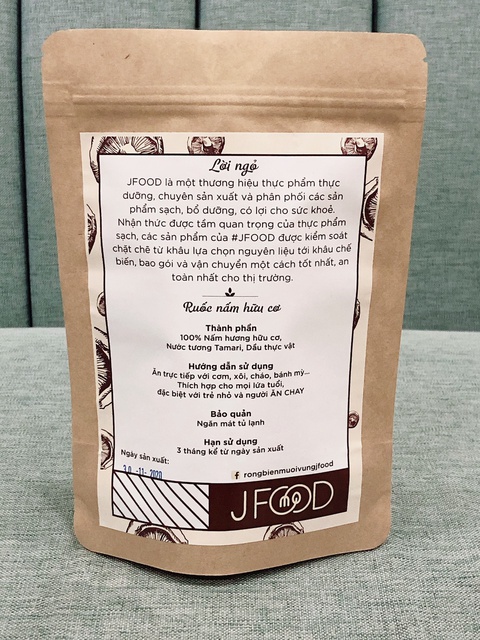 Lời ngỏ
JFOOD là một thương hiệu thực phẩm thực
dưỡng, chuyên sản xuất và phân phối các sản
phẩm sạch, bổ dưỡng, có lợi cho sức khoẻ.
Nhận thức được tầm quan trọng của thực phẩm
sạch, các sản phẩm của #JFOOD được kiểm soát
chặt chẽ từ khâu lựa chọn nguyên liệu tới khâu chế
biến, bao gói và vận chuyển một cách tốt nhất, an
toàn nhất cho thị trường.
Ruốc nấm hữu cơ
Thành phần
100% Nấm hương hữu cơ,
Nước tương Tamari, Dầu thực vật
Hướng dẫn sử dụng
Ăn trực tiếp với cơm, xôi, cháo, bánh mỳ...
Thích hợp cho mọi lứa tuổi,
đặc biệt với trẻ nhỏ và người ĂN CHAY
Bảo quản
Ngăn mát tủ lạnh
Hạn sử dụng
3 tháng kể từ ngày sản xuất
Ngày sản xuất:
30 -11- 2020
f rongbienmuoivungjfood
JFOOD